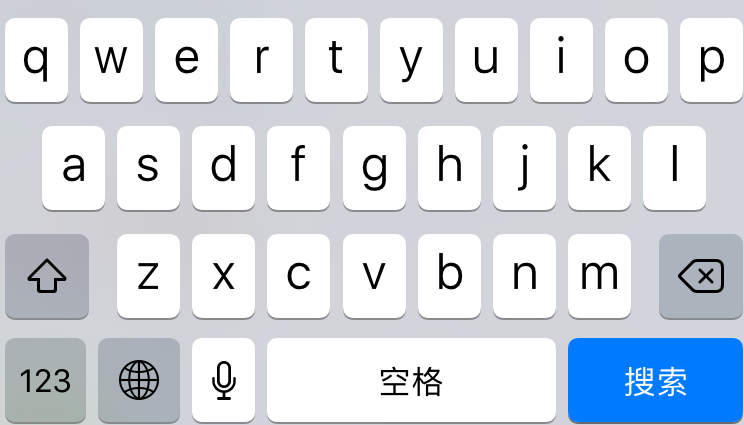 q w e r t y u i o p
a s d f g h j k l
z x c v b n m
123 空格 搜索